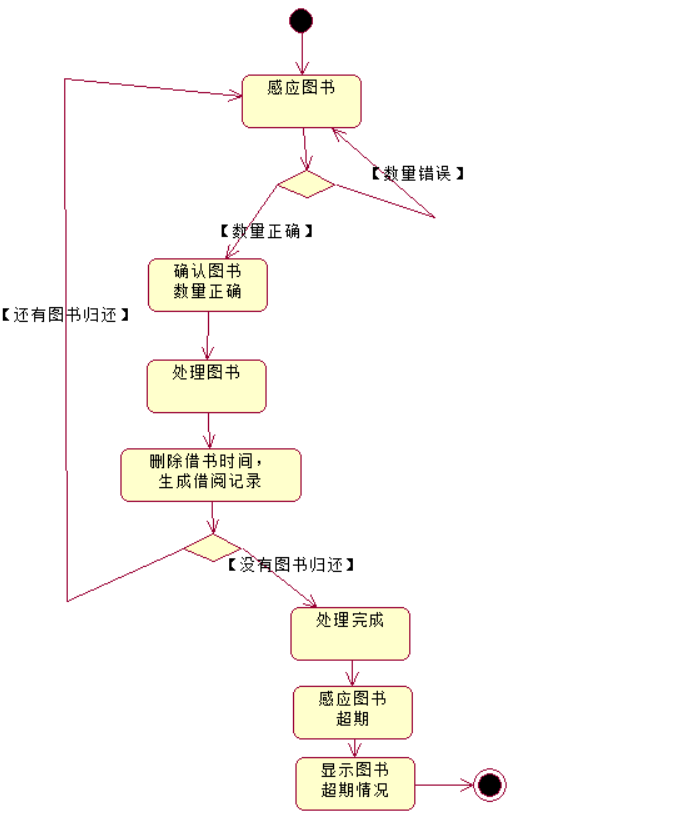 感应图书
【数量错误】
【数量正确】
确认图书
数量正确
【还有图书归还】
处理图书
删除借书时间,
生成借阅记录
【没有图书归还】
处理完成
感应图书
超期
显示图书
超期情况